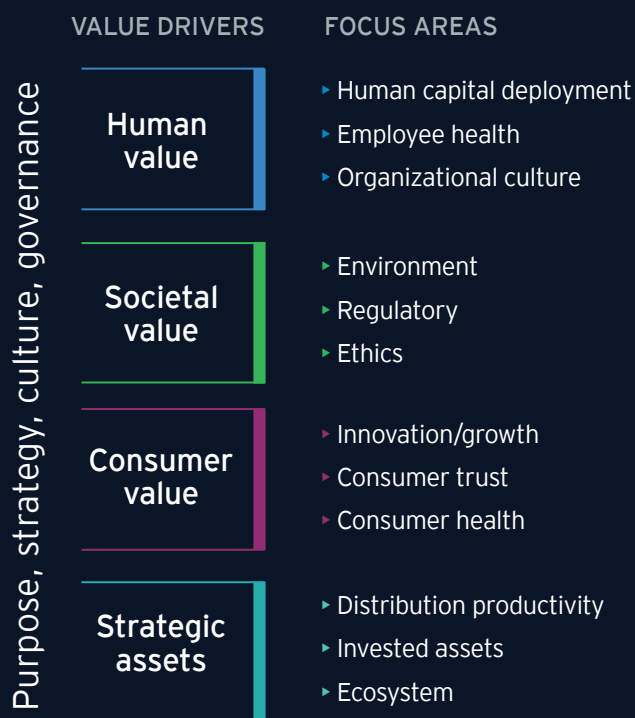 VALUE DRIVERS
FOCUS AREAS
Purpose, strategy, culture, governance
Human
value
▸ Human capital deployment
▸ Employee health
▸ Organizational culture
Societal
value
▸ Environment
▸ Regulatory
▸ Ethics
Consumer
value
▸ Innovation/growth
▸ Consumer trust
▸ Consumer health
Strategic
assets
▸ Distribution productivity
▸ Invested assets
▸ Ecosystem